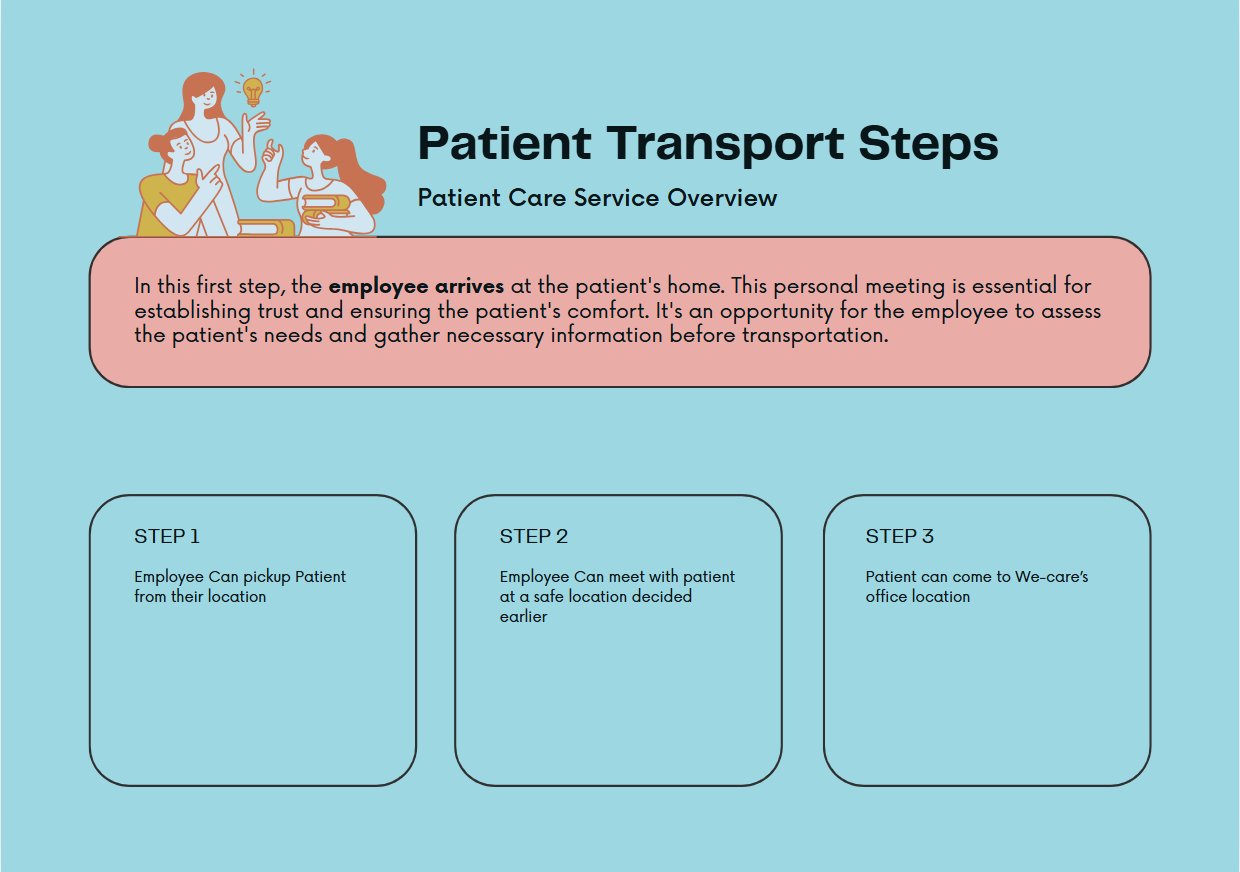 Patient Transport Steps
Patient Care Service Overview
In this first step, the employee arrives at the patient's home. This personal meeting is essential for
establishing trust and ensuring the patient's comfort. It's an opportunity for the employee to assess
the patient's needs and gather necessary information before transportation.
STEP 1
Employee Can pickup Patient
from their location
STEP 2
Employee Can meet with patient
at a safe location decided
earlier
STEP 3
Patient can come to We-care’s
office location